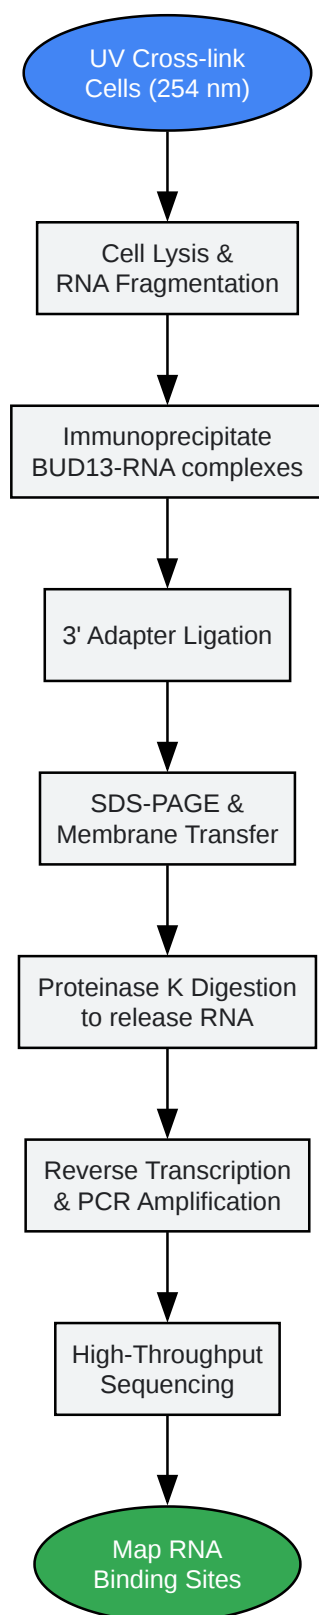 UV Cross-link
Cells (254 nm)
Cell Lysis &
RNA Fragmentation
Immunoprecipitate
BUD13-RNA complexes
3' Adapter Ligation
SDS-PAGE &
Membrane Transfer
Proteinase K Digestion
to release RNA
Reverse Transcription
& PCR Amplification
High-Throughput
Sequencing
Map RNA
Binding Sites